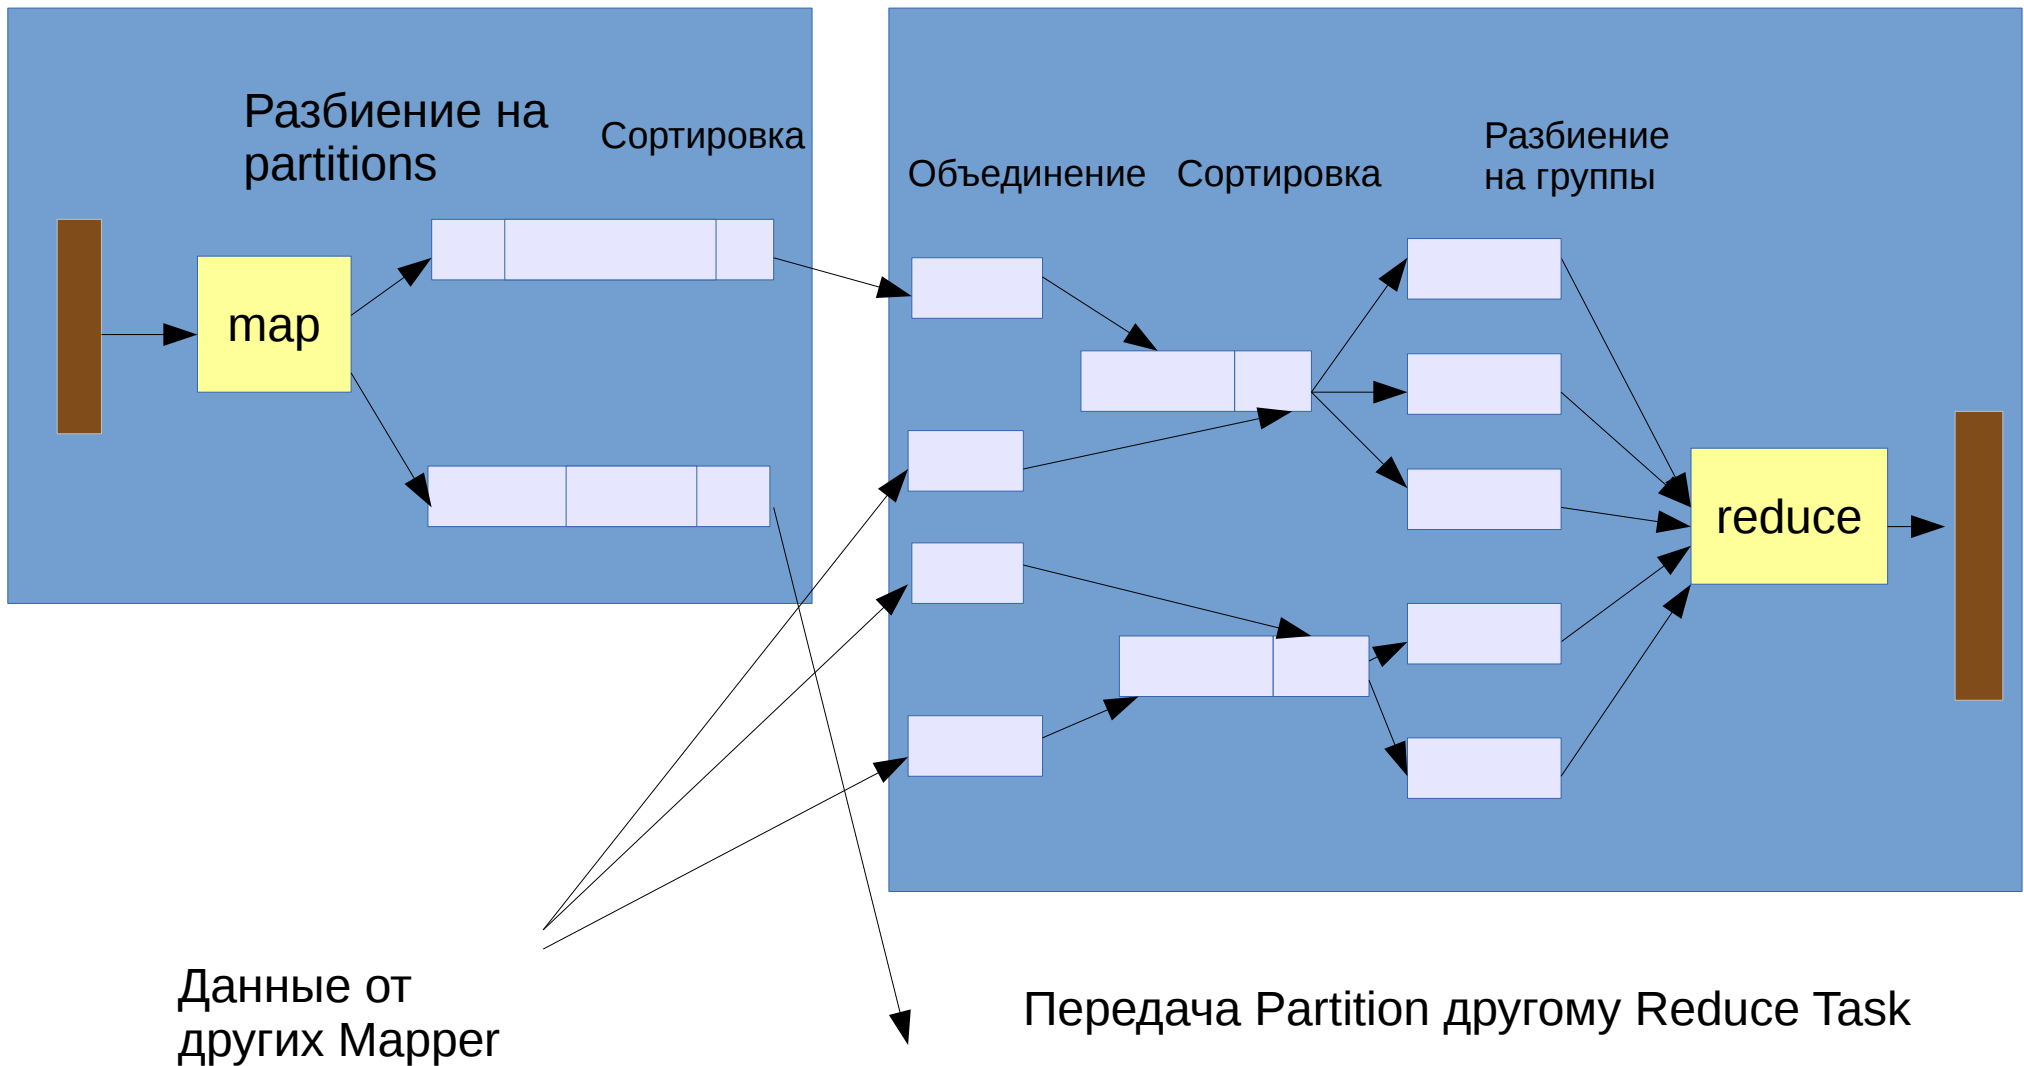 Разбиение на
partitions
Сортировка
map
Объединение
Сортировка
Разбиение
на группы
reduce
Данные от
других Mapper
Передача Partition другому Reduce Task